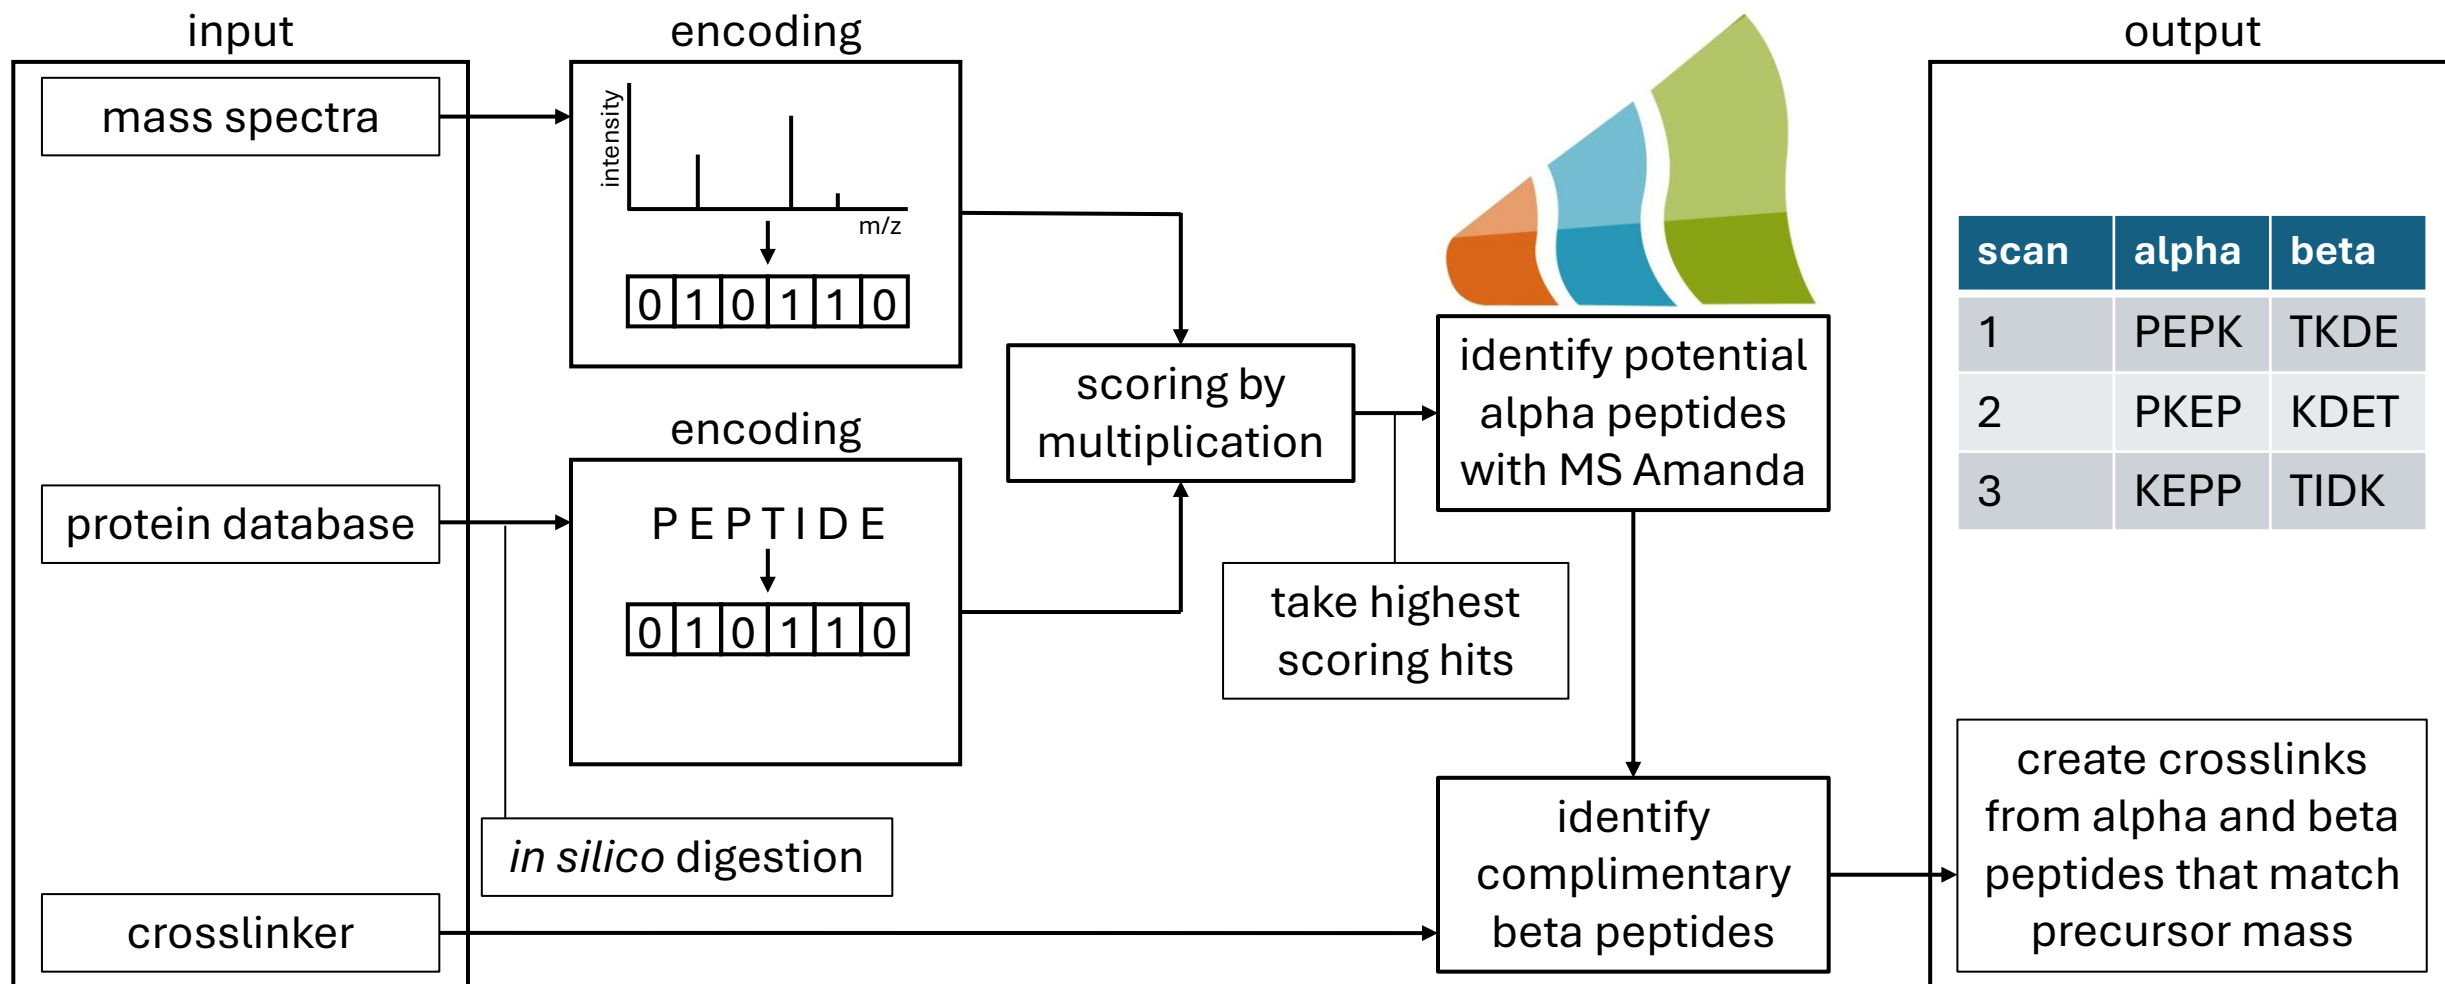 input
mass spectra
protein database
in silico digestion
crosslinker
encoding
intensity
m/z
0 1 0 1 1 0
encoding
P E P T I D E
0 1 0 1 1 0
scoring by
multiplication
take highest
scoring hits
identify potential
alpha peptides
with MS Amanda
identify
complimentary
beta peptides
output
scan alpha beta
1 PEPK TKDE
2 PKEP KDET
3 KEPP TIDK
create crosslinks
from alpha and beta
peptides that match
precursor mass